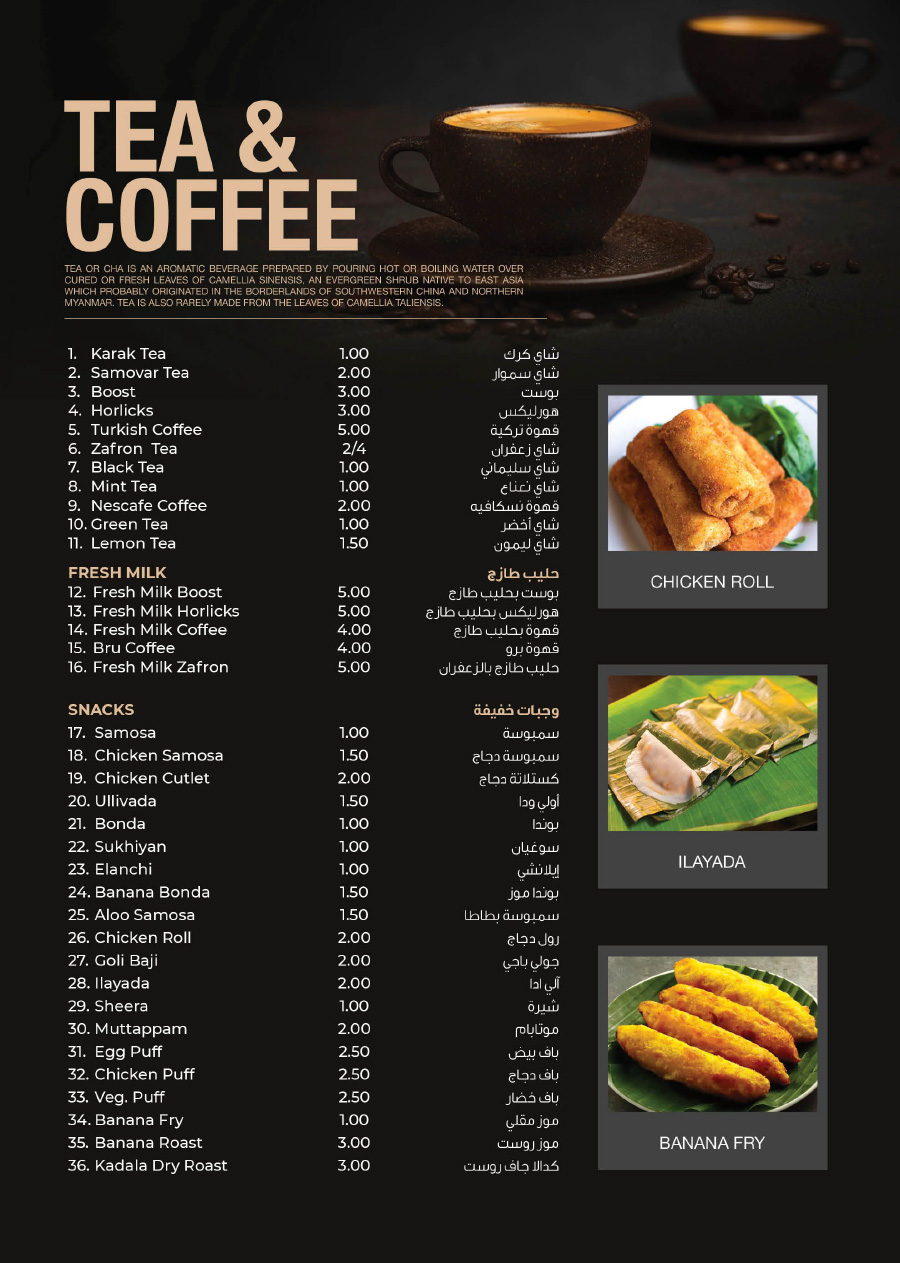 TEA &
COFFEE
TEA OR CHA IS AN AROMATIC BEVERAGE PREPARED BY POURING HOT OR BOILING WATER OVER
CURED OR FRESH LEAVES OF CAMELLIA SINENSIS, AN EVERGREEN SHRUB NATIVE TO EAST ASIA
WHICH PROBABLY ORIGINATED IN THE BORDERLANDS OF SOUTHWESTERN CHINA AND NORTHERN
MYANMAR. TEA IS ALSO RARELY MADE FROM THE LEAVES OF CAMELLIA TALIENSIS.
1. Karak Tea 1.00 شاي كرك
2. Samovar Tea 2.00 شاي سموار
3. Boost 3.00 بوست
4. Horlicks 3.00 هورليكس
5. Turkish Coffee 5.00 قهوة تركية
6. Zafron Tea 2/4 شاي زعفران
7. Black Tea 1.00 شاي سليماني
8. Mint Tea 1.00 شاي نعناع
9. Nescafe Coffee 2.00 قهوة نسكافيه
10. Green Tea 1.00 شاي أخضر
11. Lemon Tea 1.50 شاي ليمون
FRESH MILK حليب طازج
12. Fresh Milk Boost 5.00 بوست بحليب طازج
13. Fresh Milk Horlicks 5.00 هورليكس بحليب طازج
14. Fresh Milk Coffee 4.00 قهوة بحليب طازج
15. Bru Coffee 4.00 قهوة برو
16. Fresh Milk Zafron 5.00 حليب طازج بالزعفران
SNACKS وجبات خفيفة
17. Samosa 1.00 سمبوسة
18. Chicken Samosa 1.50 سمبوسة دجاج
19. Chicken Cutlet 2.00 كستلاتة دجاج
20. Ullivada 1.50 أولي ودا
21. Bonda 1.00 بوندا
22. Sukhiyan 1.00 سوغيان
23. Elanchi 1.00 إيلانشي
24. Banana Bonda 1.50 بوندا موز
25. Aloo Samosa 1.50 سمبوسة بطاطا
26. Chicken Roll 2.00 رول دجاج
27. Goli Baji 2.00 جولي باجي
28. Ilayada 2.00 آلي ادا
29. Sheera 1.00 شيرة
30. Muttappam 2.00 موتابام
31. Egg Puff 2.50 باف بيض
32. Chicken Puff 2.50 باف دجاج
33. Veg. Puff 2.50 باف خضار
34. Banana Fry 1.00 موز مقلي
35. Banana Roast 3.00 موز روست
36. Kadala Dry Roast 3.00 كدالا جاف روست
CHICKEN ROLL
ILAYADA
BANANA FRY